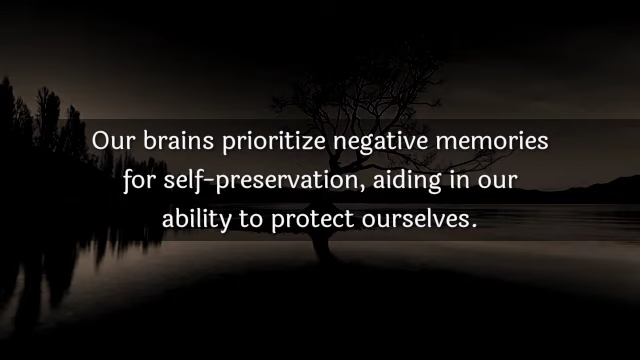 Our brains prioritize negative memories
for self-preservation, aiding in our
ability to protect ourselves.